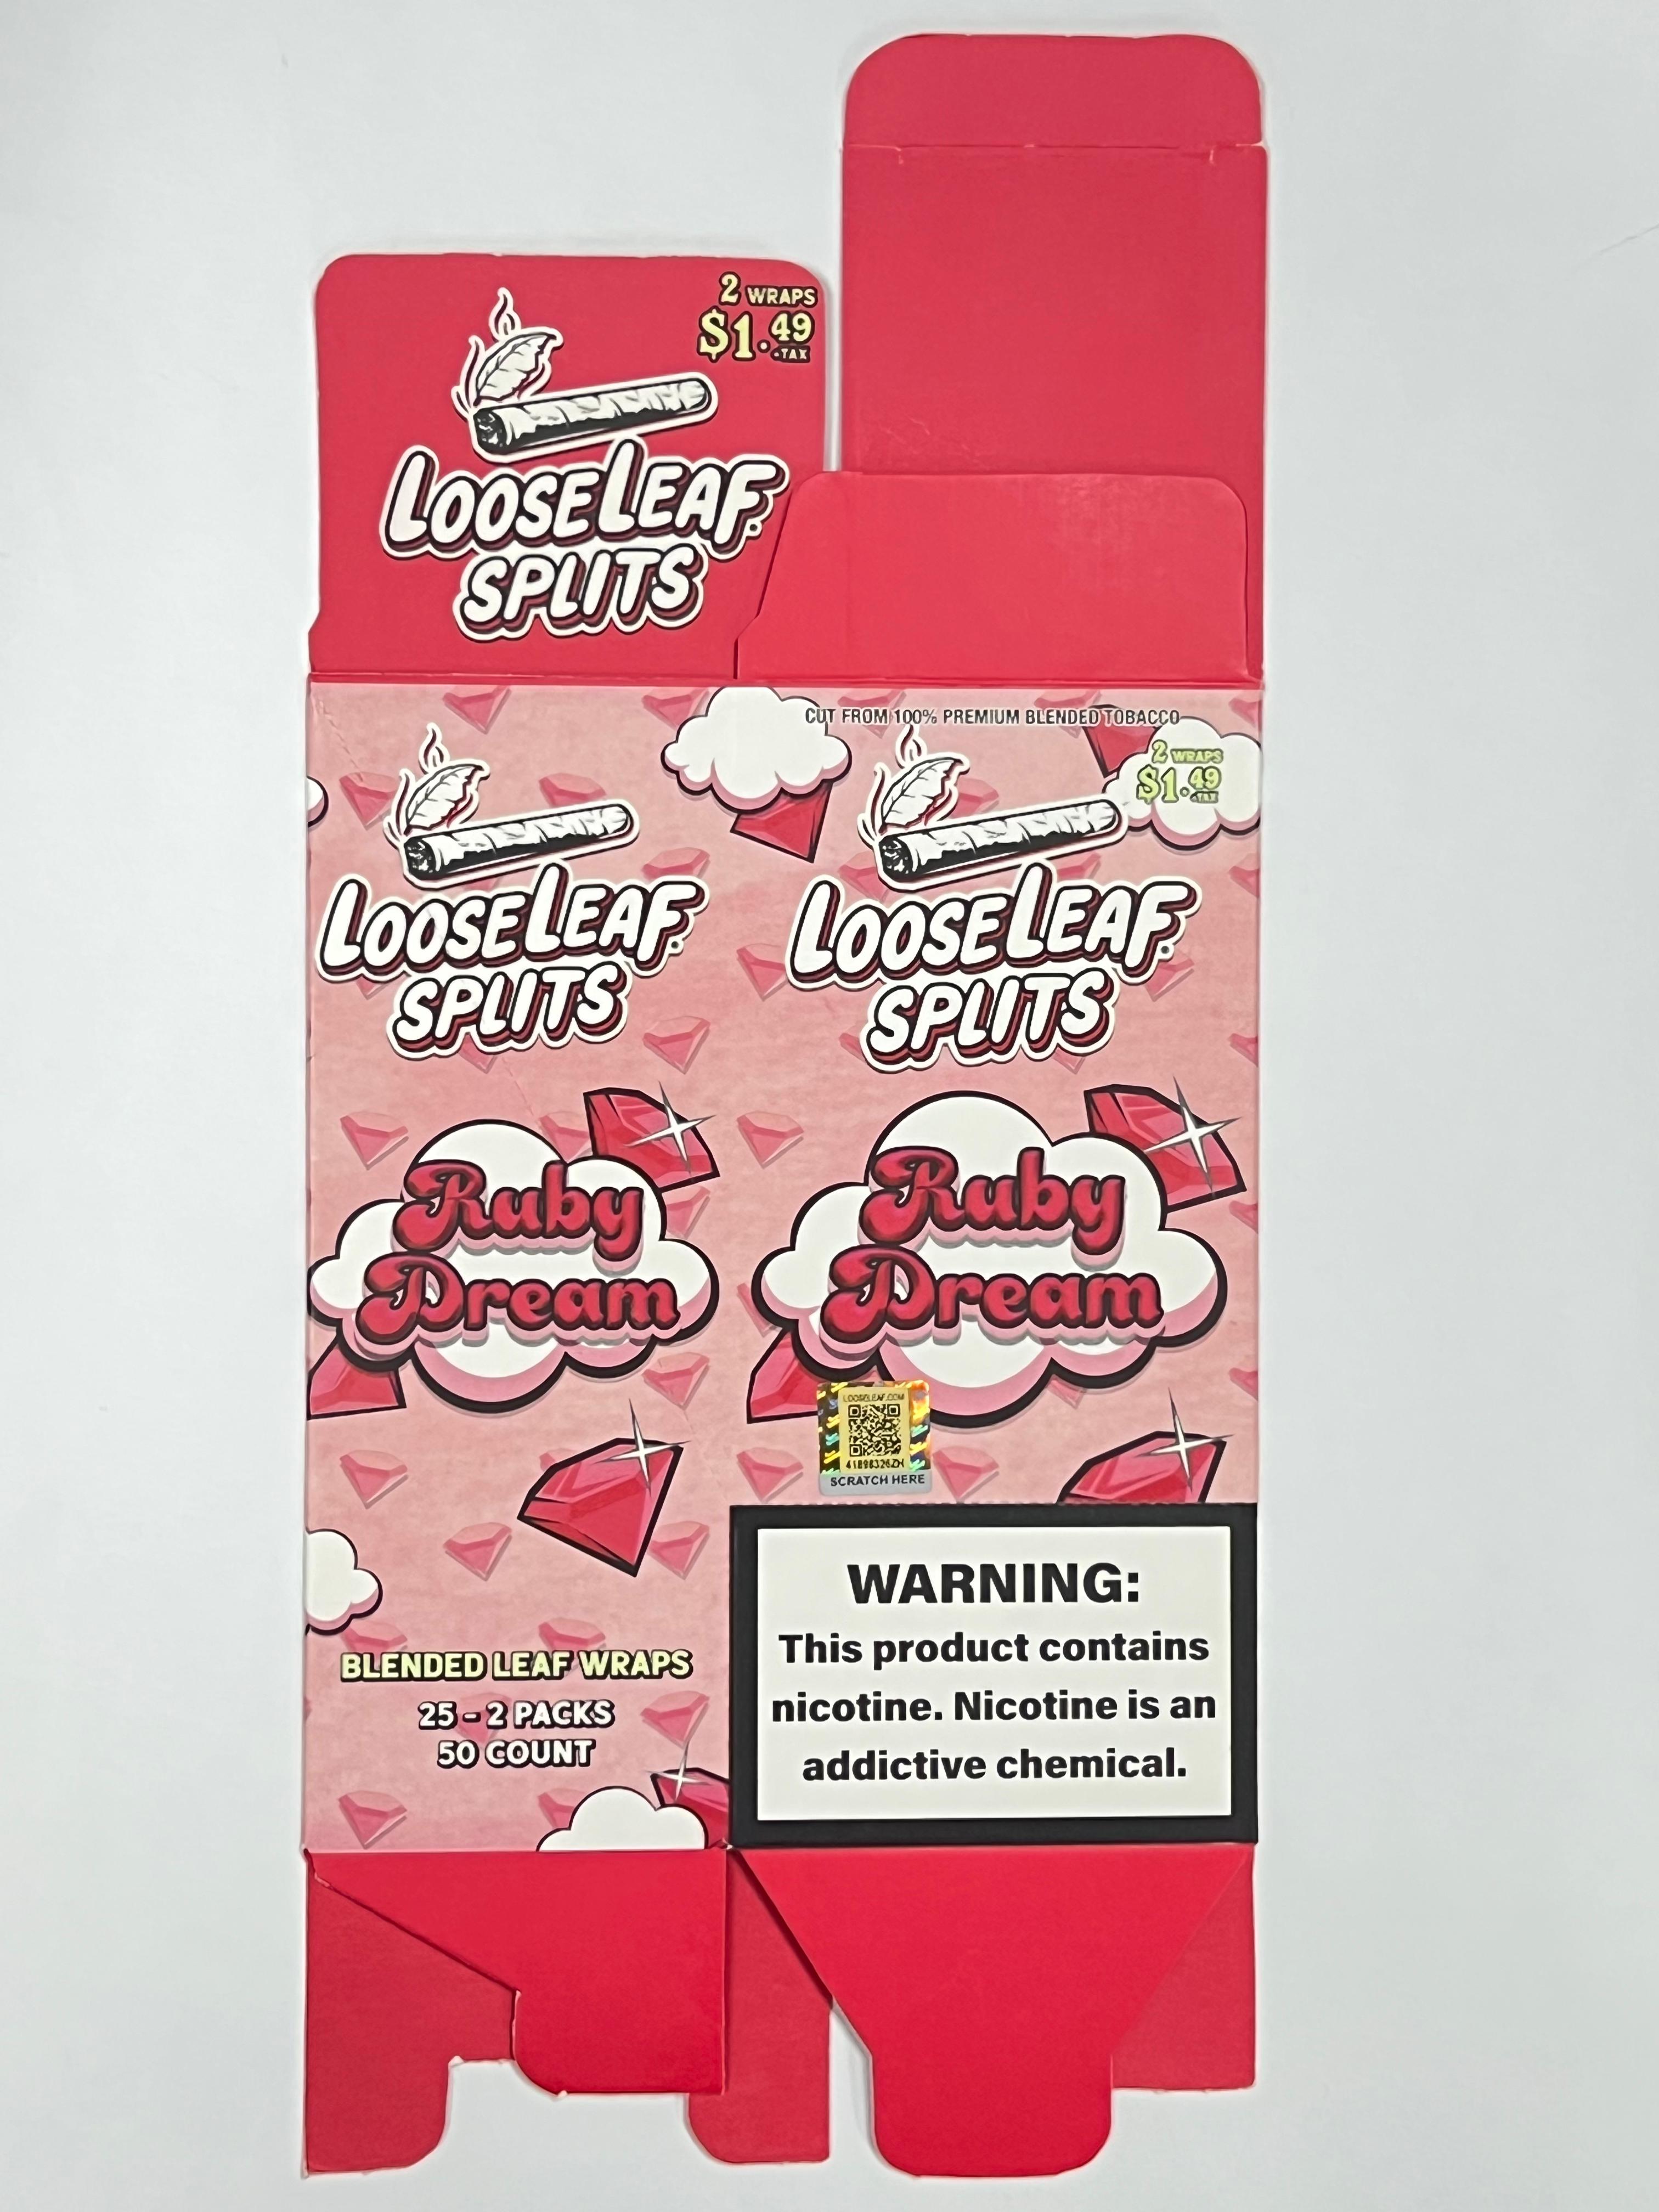 2 WRAPS
$1.49
+TAX
LOOSELEAF
SPLITS
LOOSELEAF
SPLITS
Ruby
Dream
BLENDED LEAF WRAPS
25 - 2 PACKS
50 COUNT
CUT FROM 100% PREMIUM BLENDED TOBACCO
2 WRAPS
$1.49
+TAX
LOOSELEAF
SPLITS
Ruby
Dream
LOOSELEAF.COM
41898326ZH
SCRATCH HERE
WARNING:
This product contains
nicotine. Nicotine is an
addictive chemical.